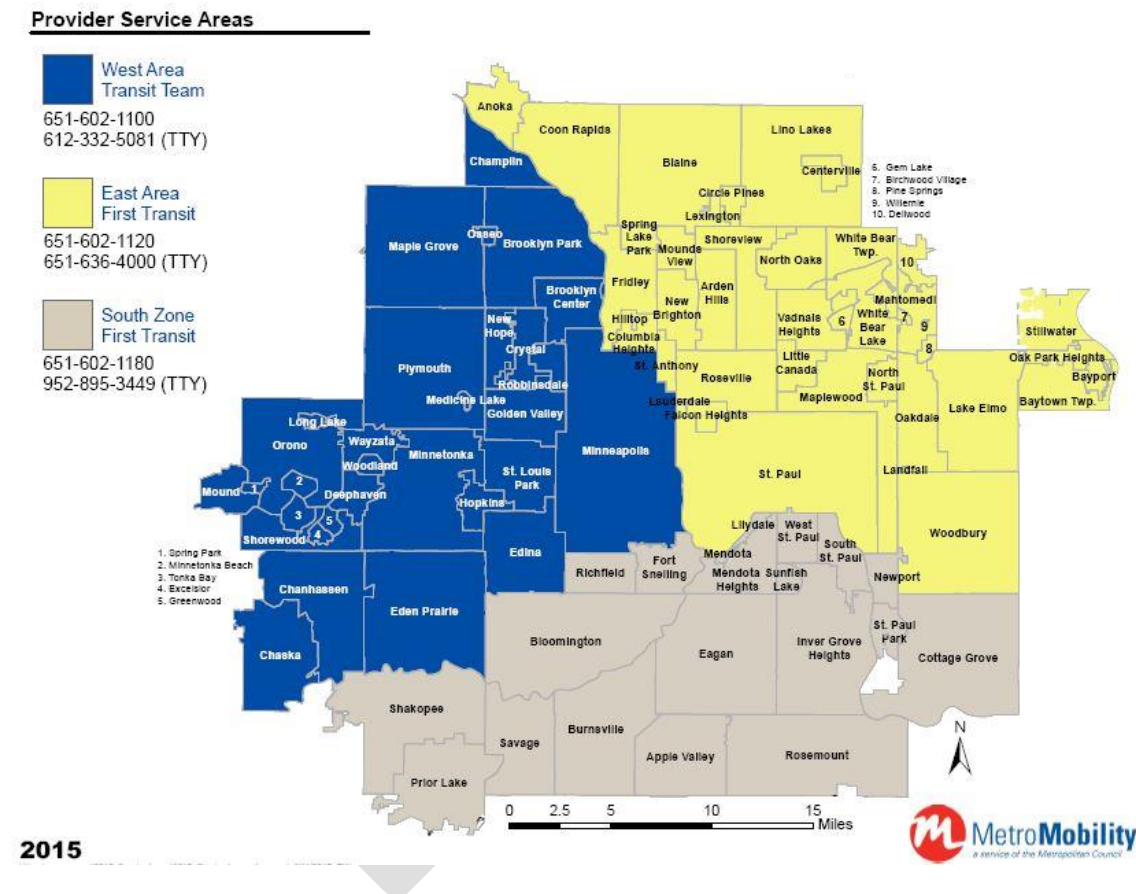 Provider Service Areas
West Area
Transit Team
651-602-1100
612-332-5081 (TTY)
East Area
First Transit
651-602-1120
651-636-4000 (TTY)
South Zone
First Transit
651-602-1180
952-895-3449 (TTY)
Anoka
Coon Rapids
Lino Lakes
Champlin
Blaine
Centerville
6. Gem Lake
7. Birchwood Village
8. Pine Springs
9. Willernie
10. Dellwood
Circle Pines
Lexington
Maple Grove
Osseo
Brooklyn Park
Spring
Lake
Park
Mounds
View
Shoreview
North Oaks
White Bear
Twp.
10
Fridley
Arden
Hills
Brooklyn
Center
New
Brighton
Mahtomedi
Hilltop
Columbia
Heights
Vadnais
Heights
6
White
Bear
Lake
7
9
8
Stillwater
New
Hope
Crystal
Robbinsdale
Plymouth
Medicine Lake
Golden Valley
St. Anthony
Roseville
Little
Canada
North
St. Paul
Maplewood
Oak Park Heights
Bayport
Baytown Twp.
Lauderdale
Falcon Heights
Oakdale
Lake Elmo
Long Lake
Orono
Wayzata
Woodland
Minnetonka
Minneapolis
St. Louis
Park
St. Paul
Landfall
Mound
1
2
Deephaven
Hopkins
3
5
4
Shorewood
Edina
Lilydale
West
St. Paul
South
St. Paul
Woodbury
1. Spring Park
2. Minnetonka Beach
3. Tonka Bay
4. Excelsior
5. Greenwood
Richfield
Fort
Snelling
Mendota
Mendota
Heights
Sunfish
Lake
Newport
Chanhassen
Eden Prairie
Bloomington
Eagan
Inver Grove
Heights
St. Paul
Park
Cottage Grove
Chaska
Shakopee
Savage
Burnsville
Apple Valley
Rosemount
Prior Lake
N
0 2.5 5 10 15
Miles
2015
m MetroMobility
a service of the Metropolitan Council